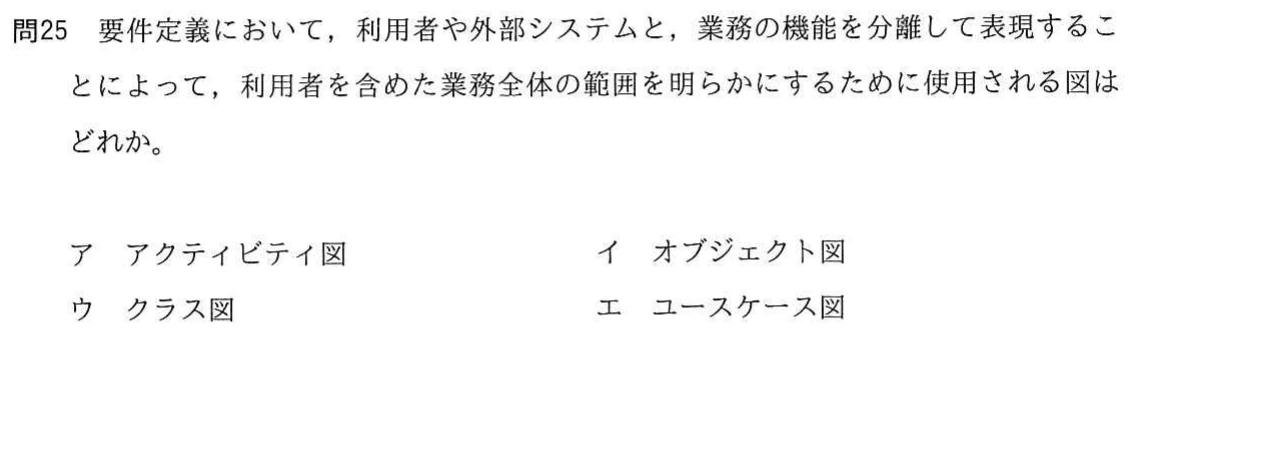 問25　要件定義において，利用者や外部システムと，業務の機能を分離して表現するこ
とによって，利用者を含めた業務全体の範囲を明らかにするために使用される図は
どれか。
ア　アクティビティ図　イ　オブジェクト図
ウ　クラス図　エ　ユースケース図